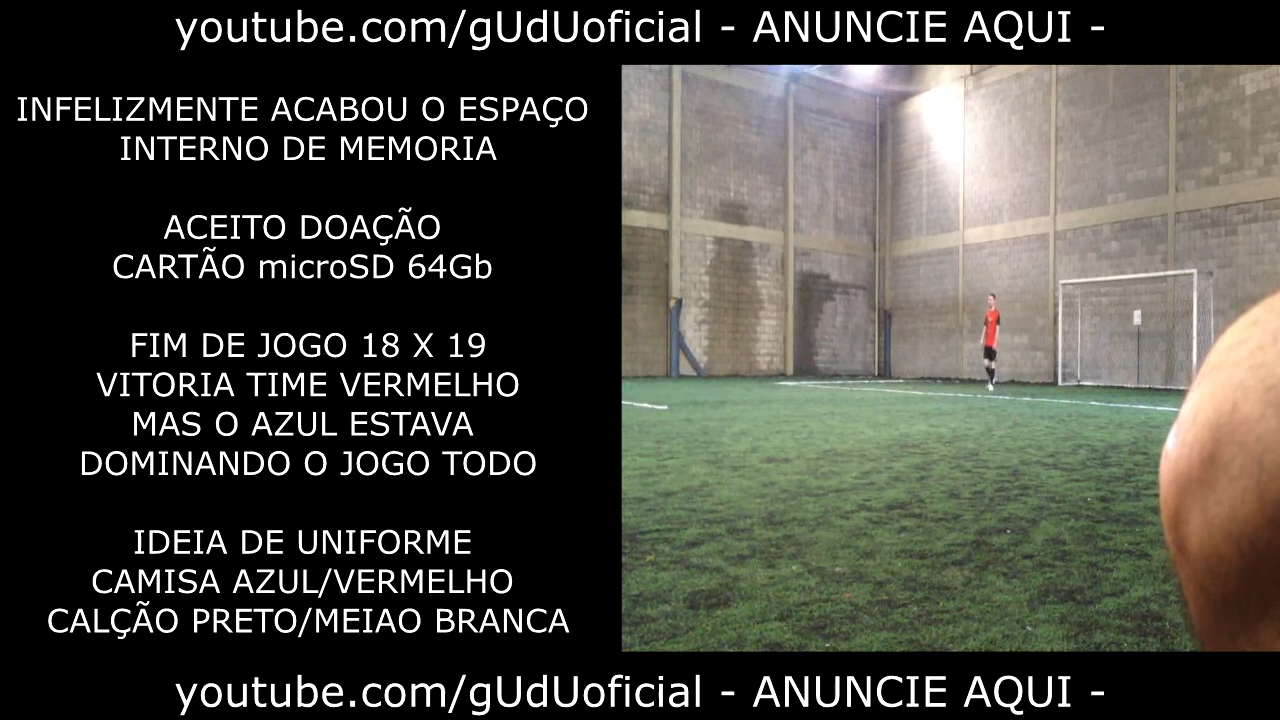 youtube.com/gUdUoficial - ANUNCIE AQUI -
INFELIZMENTE ACABOU O ESPAÇO
INTERNO DE MEMORIA
ACEITO DOAÇÃO
CARTÃO microSD 64Gb
FIM DE JOGO 18 X 19
VITORIA TIME VERMELHO
MAS O AZUL ESTAVA
DOMINANDO O JOGO TODO
IDEIA DE UNIFORME
CAMISA AZUL/VERMELHO
CALÇÃO PRETO/MEIAO BRANCA
youtube.com/gUdUoficial - ANUNCIE AQUI -